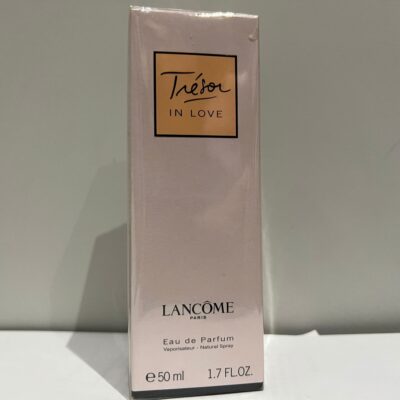 Trésor
IN LOVE
LANCÔME
PARIS
Eau de Parfum
Vaporisateur - Natural Spray
℮50 ml 1.7 FL.OZ.